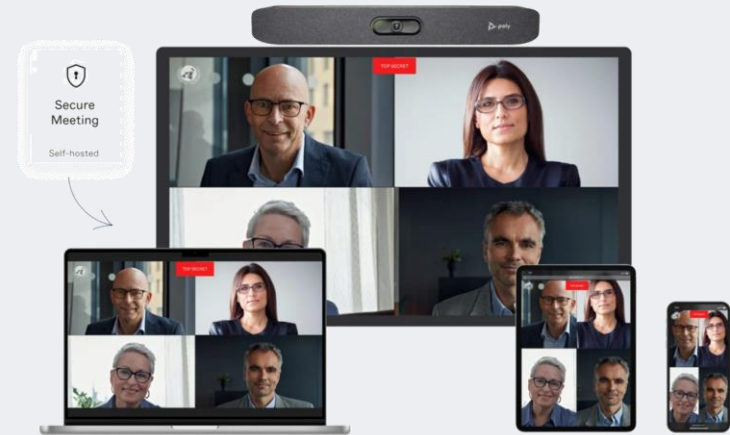 poly
TOP SECRET
Secure
Meeting
Self-hosted
TOP SECRET